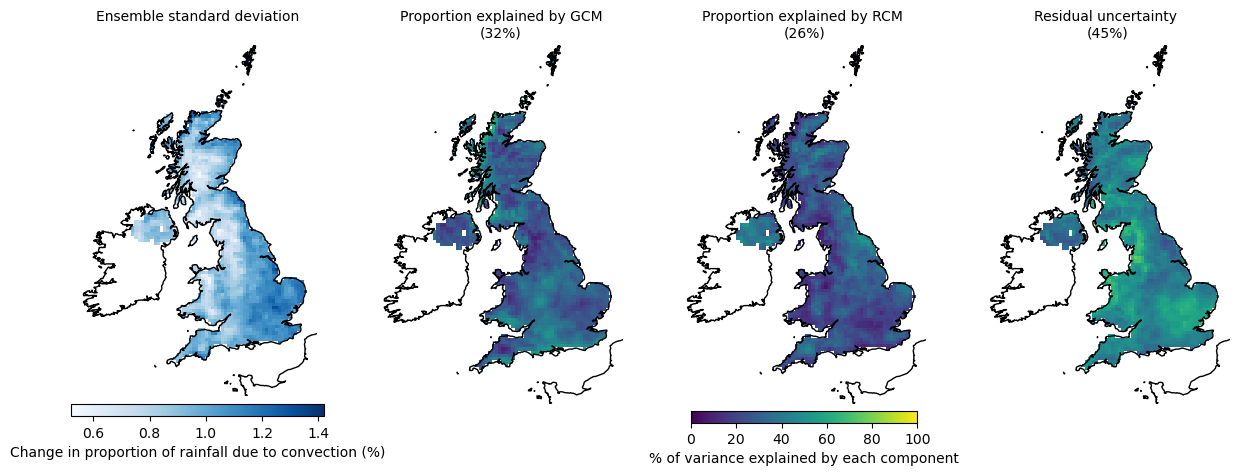 Ensemble standard deviation
Proportion explained by GCM
(32%)
Proportion explained by RCM
(26%)
Residual uncertainty
(45%)
0.6 0.8 1.0 1.2 1.4
Change in proportion of rainfall due to convection (%)
0 20 40 60 80 100
% of variance explained by each component